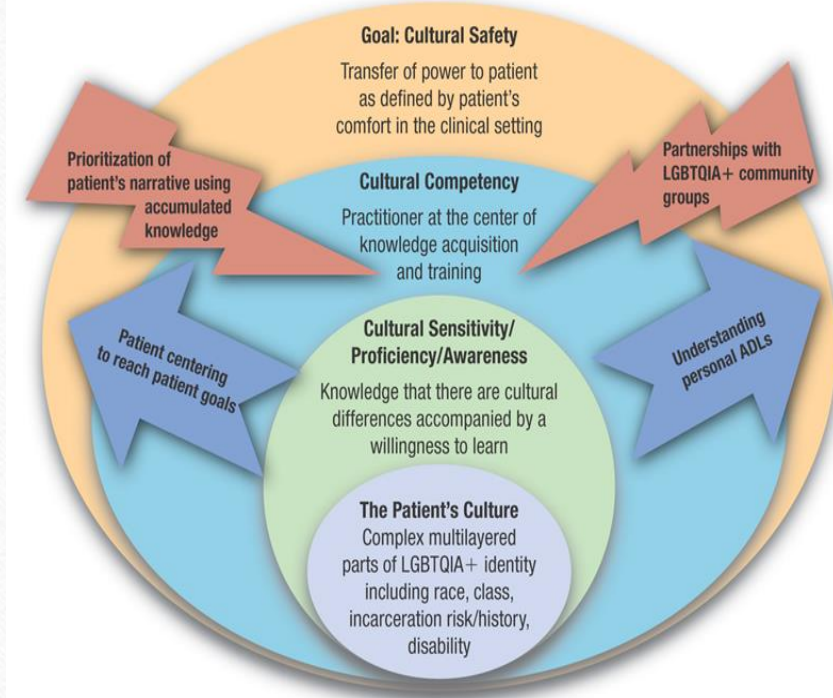 Goal: Cultural Safety
Transfer of power to patient
as defined by patient's
comfort in the clinical setting
Prioritization of
patient's narrative using
accumulated
knowledge
Partnerships with
LGBTQIA+ community
groups
Cultural Competency
Practitioner at the center of
knowledge acquisition
and training
Patient centering
to reach patient goals
Understanding
personal ADLs
Cultural Sensitivity/
Proficiency/Awareness
Knowledge that there are cultural
differences accompanied by a
willingness to learn
The Patient's Culture
Complex multilayered
parts of LGBTQIA+ identity
including race, class,
incarceration risk/history,
disability